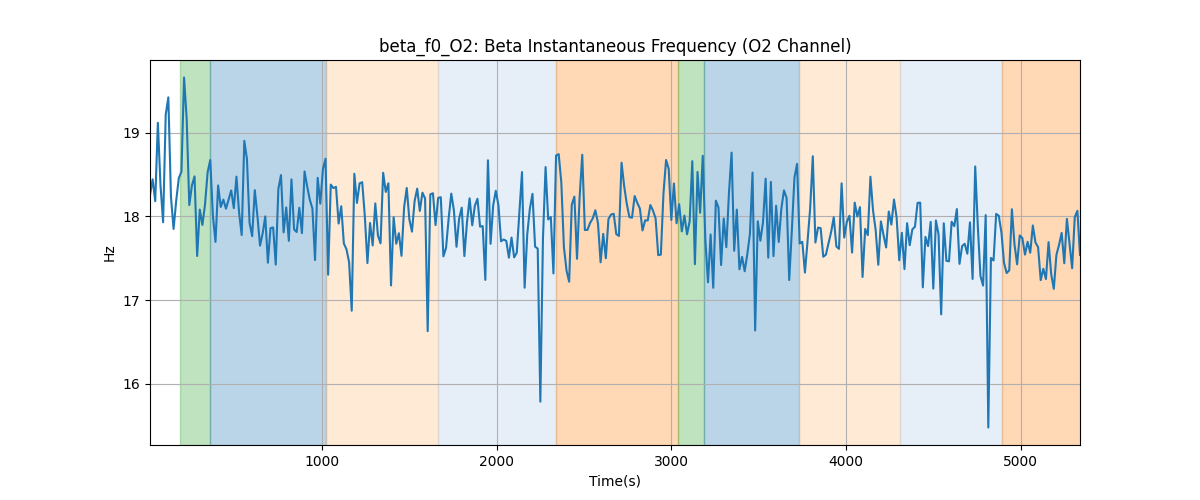 beta_f0_O2: Beta Instantaneous Frequency (O2 Channel)
19
18
17
16
Hz
1000 2000 3000 4000 5000
Time(s)